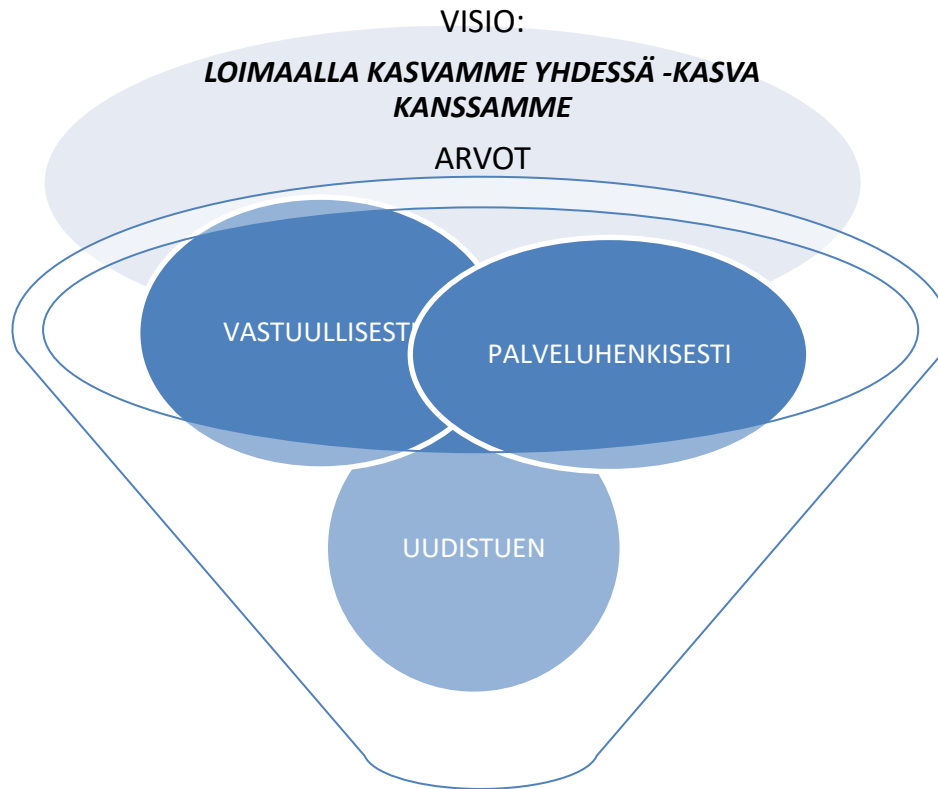 VISIO:
LOIMAALLA KASVAMME YHDESSÄ -KASVA
KANSSAMME
ARVOT
VASTUULLISESTI
PALVELUHENKISESTI
UUDISTUEN